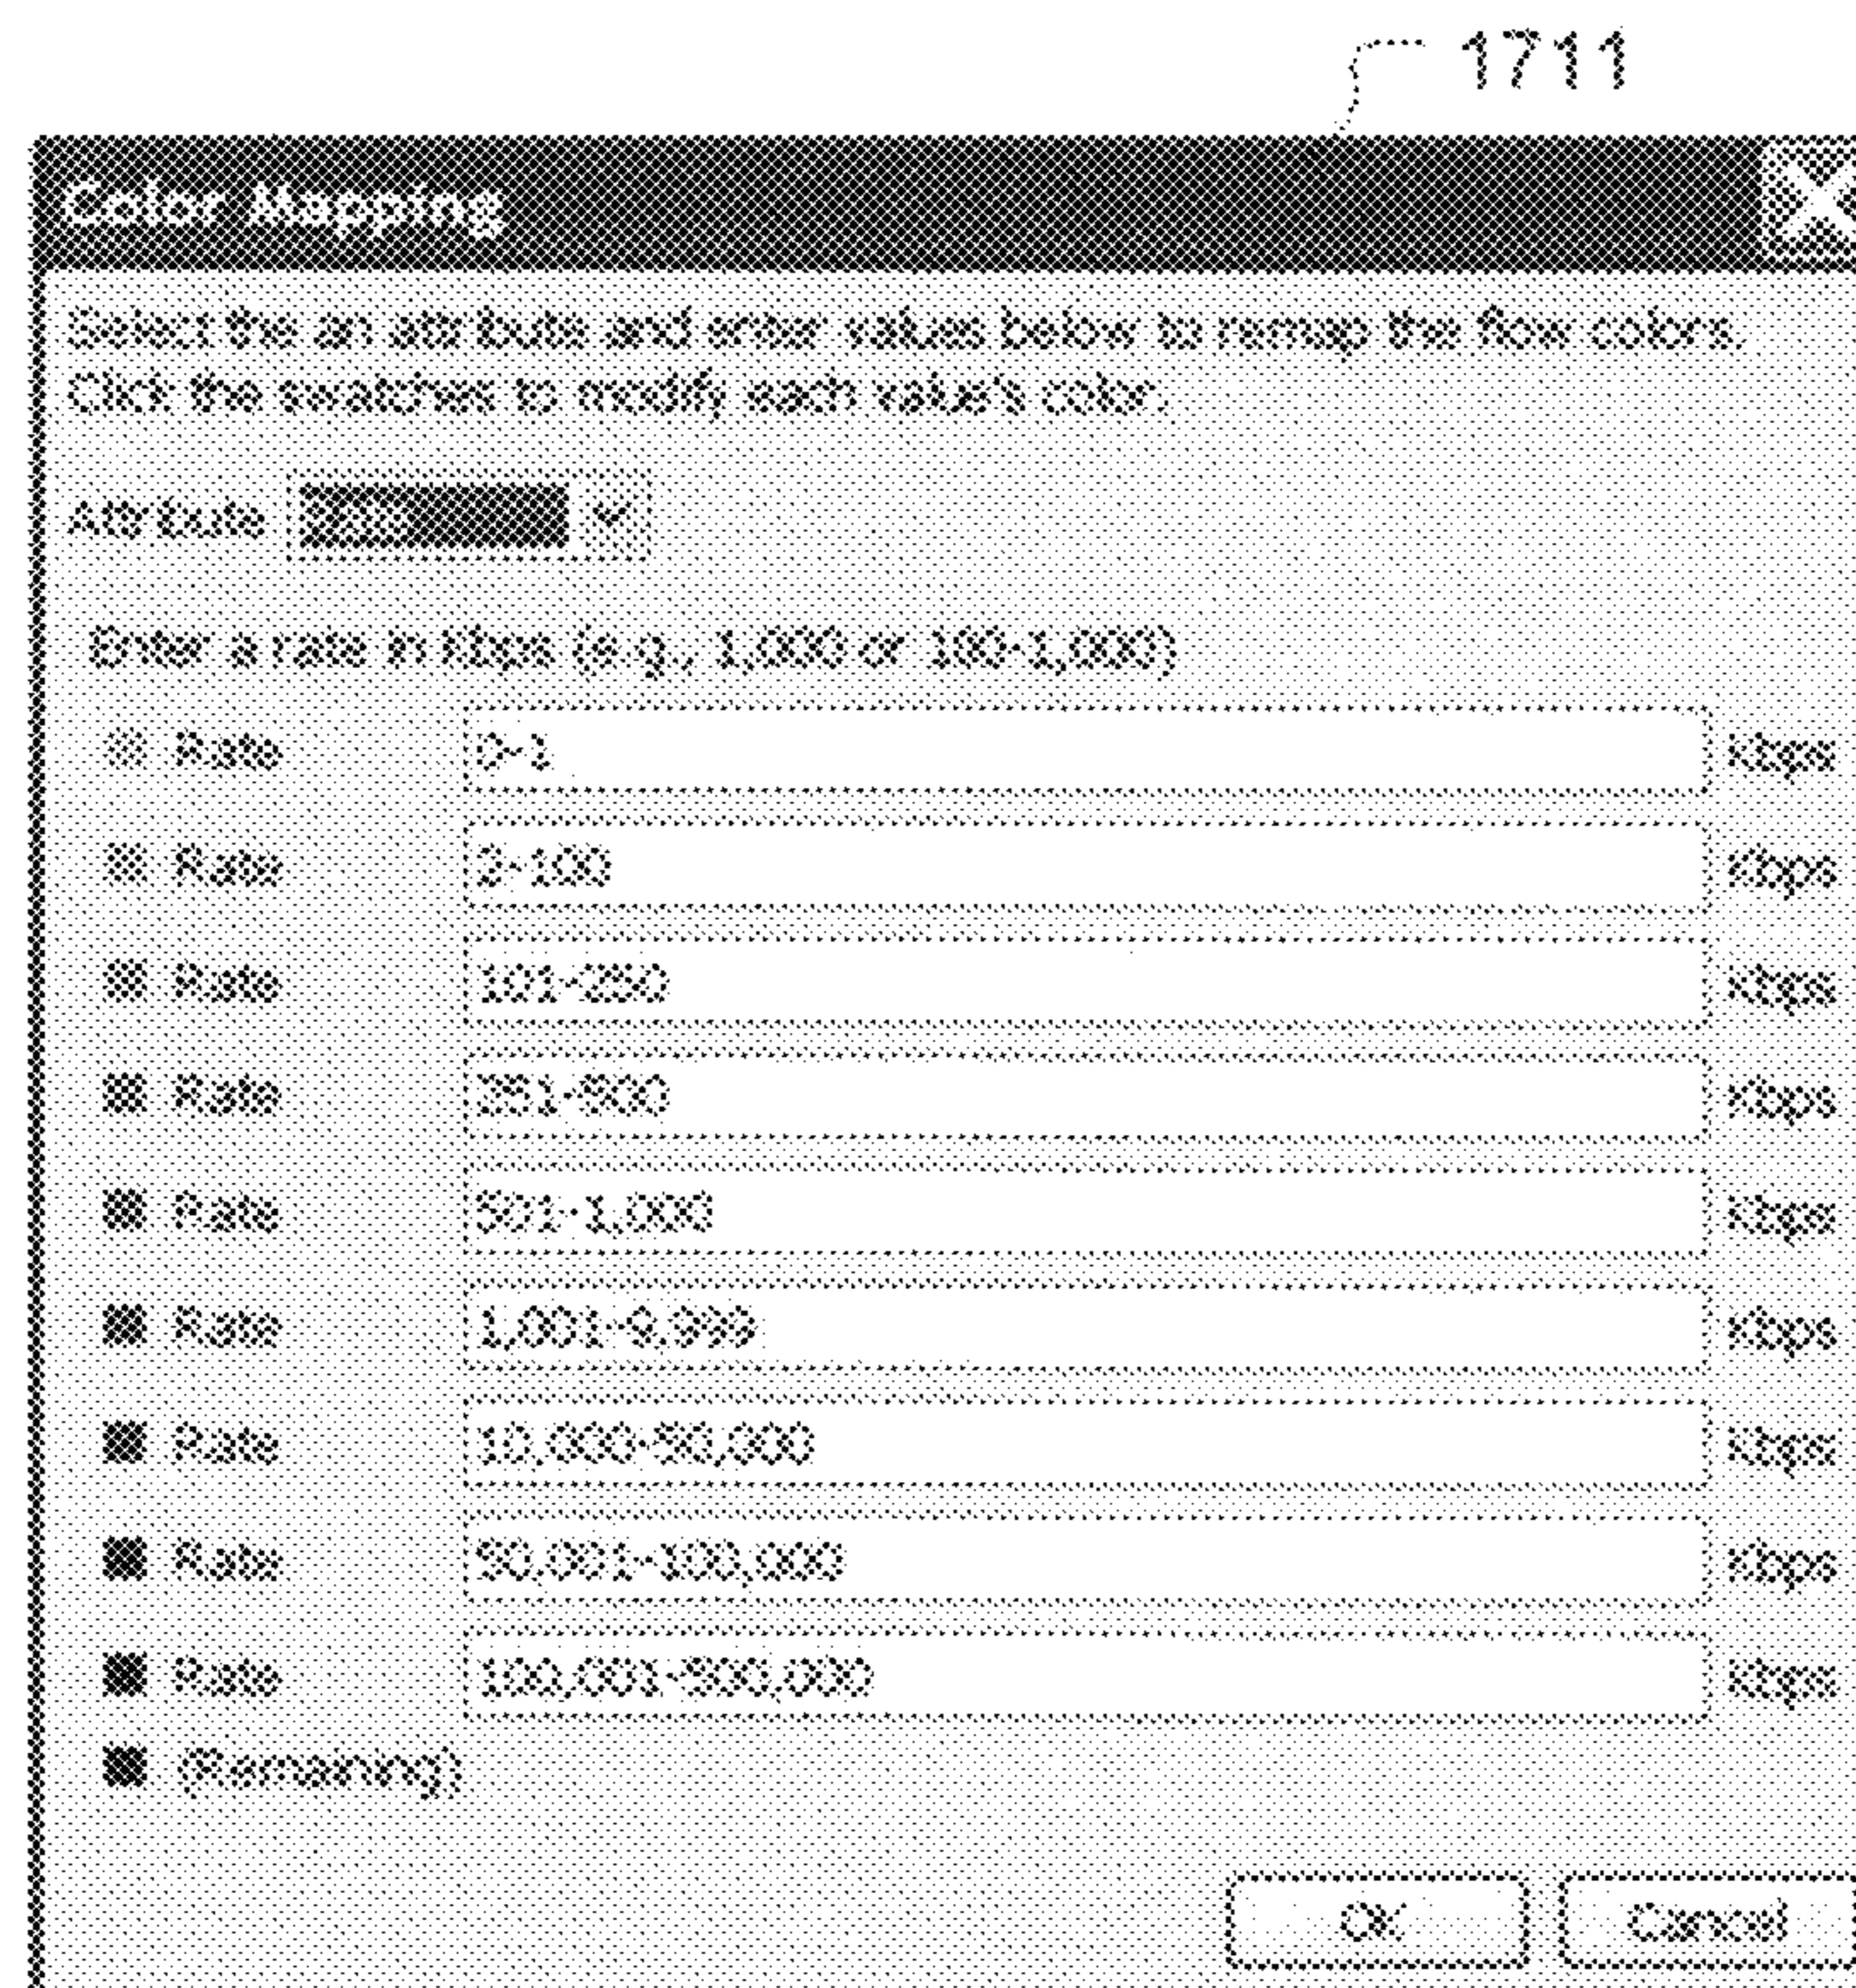 1711
Color Mapping
Select the an attribute and enter values below to remap the flow colors.
Click the swatches to modify each value's color.
Attribute
Enter a rate in Kbps (e.g., 1,000 or 100-1,000)
Rate 0-1 Kbps
Rate 2-100 Kbps
Rate 101-250 Kbps
Rate 251-500 Kbps
Rate 501-1,000 Kbps
Rate 1,001-9,999 Kbps
Rate 10,000-50,000 Kbps
Rate 50,001-100,000 Kbps
Rate 100,001-500,000 Kbps
(Remaining)
OK Cancel